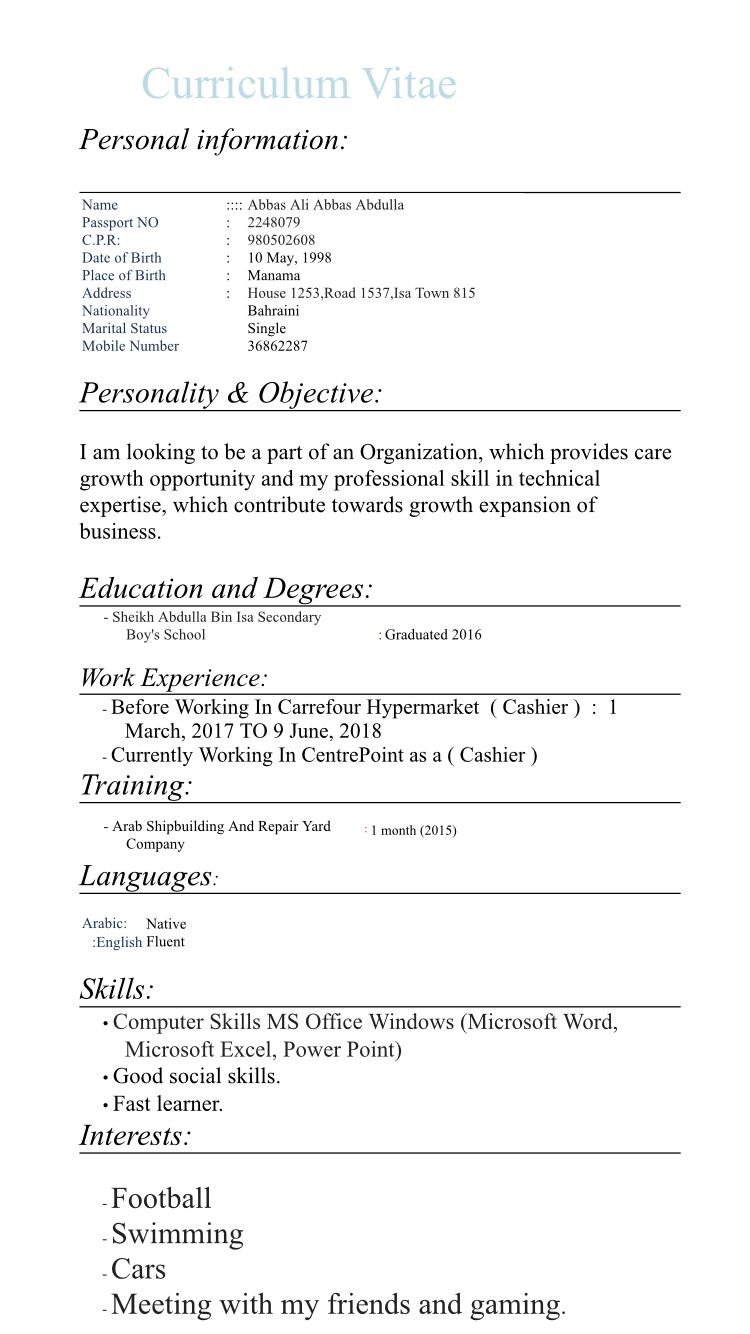 Curriculum Vitae
Personal information:
Name :::: Abbas Ali Abbas Abdulla
Passport NO : 2248079
C.P.R: : 980502608
Date of Birth : 10 May, 1998
Place of Birth : Manama
Address : House 1253,Road 1537,Isa Town 815
Nationality Bahraini
Marital Status Single
Mobile Number 36862287
Personality & Objective:
I am looking to be a part of an Organization, which provides care
growth opportunity and my professional skill in technical
expertise, which contribute towards growth expansion of
business.
Education and Degrees:
- Sheikh Abdulla Bin Isa Secondary
Boy's School : Graduated 2016
Work Experience:
- Before Working In Carrefour Hypermarket ( Cashier ) : 1
March, 2017 TO 9 June, 2018
- Currently Working In CentrePoint as a ( Cashier )
Training:
- Arab Shipbuilding And Repair Yard : 1 month (2015)
Company
Languages:
Arabic: Native
:English Fluent
Skills:
• Computer Skills MS Office Windows (Microsoft Word,
Microsoft Excel, Power Point)
• Good social skills.
• Fast learner.
Interests:
- Football
- Swimming
- Cars
- Meeting with my friends and gaming.